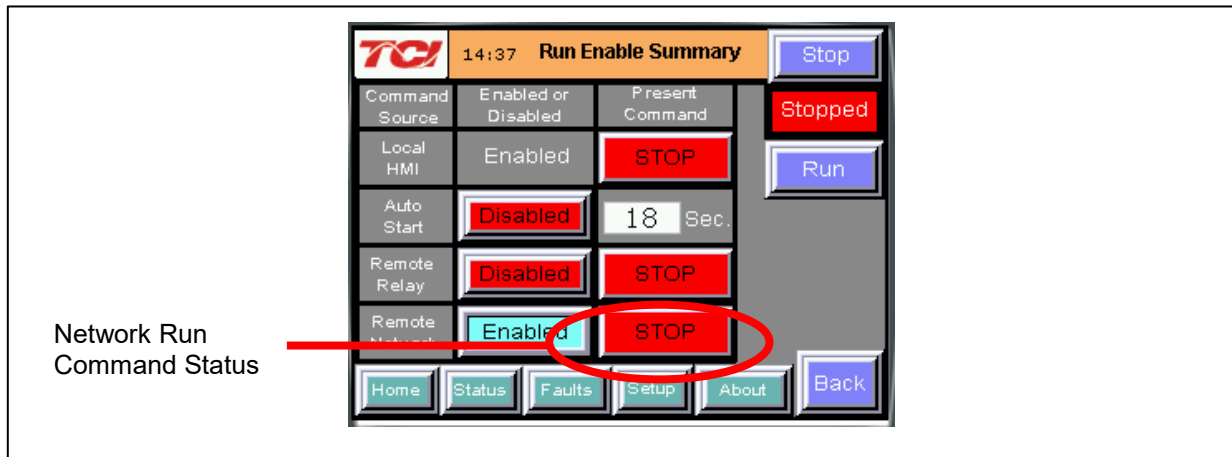 TCI 14:37 Run Enable Summary Stop
Command Source Enabled or Disabled Present Command Stopped
Local HMI Enabled STOP Run
Auto Start Disabled 18 Sec.
Remote Relay Disabled STOP
Remote Enabled STOP
Network Run
Command Status
Home Status Faults Setup About Back